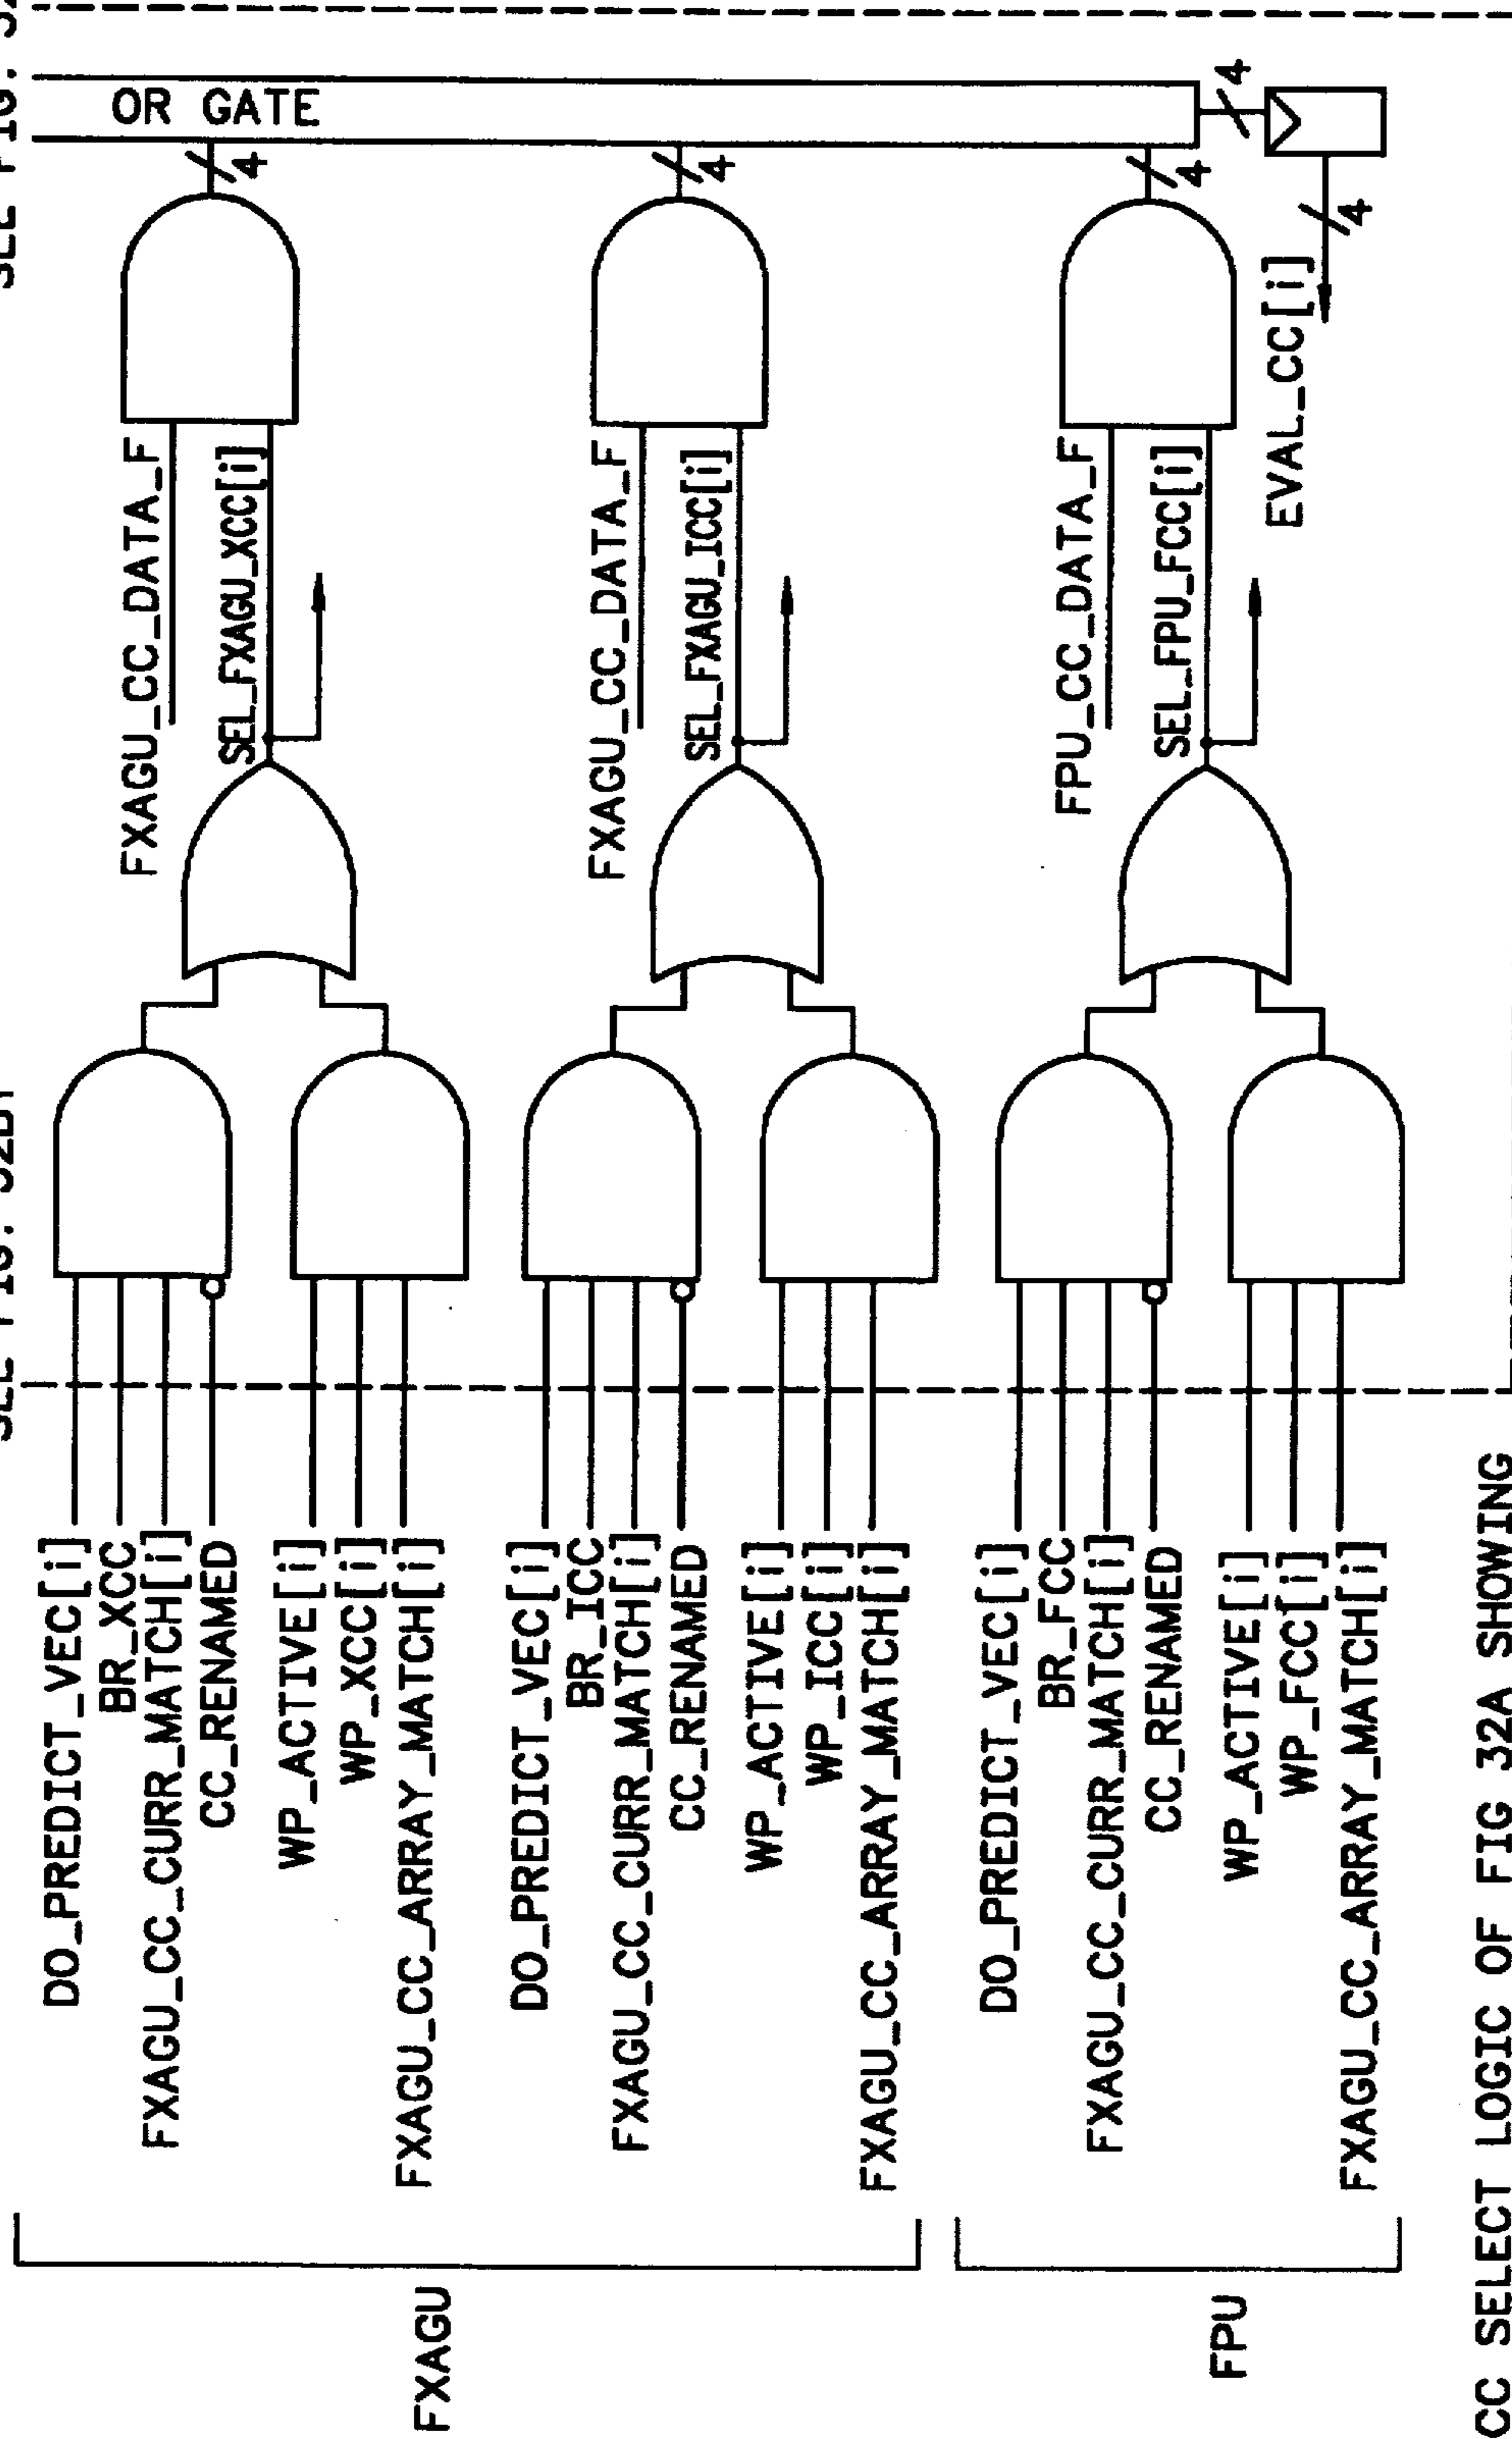 FXAGU
DO_PREDICT_VEC[i]
BR_XCC
FXAGU_CC_CURR_MATCH[i]
CC_RENAMED
WP_ACTIVE[i]
WP_XCC[i]
FXAGU_CC_ARRAY_MATCH[i]
FXAGU_CC_DATA_F
SEL_FXAGU_XCC[i]
4
OR GATE
DO_PREDICT_VEC[i]
BR_ICC
FXAGU_CC_CURR_MATCH[i]
CC_RENAMED
WP_ACTIVE[i]
WP_ICC[i]
FXAGU_CC_ARRAY_MATCH[i]
FXAGU_CC_DATA_F
SEL_FXAGU_ICC[i]
4
FPU
DO_PREDICT_VEC[i]
BR_FCC
FXAGU_CC_CURR_MATCH[i]
CC_RENAMED
WP_ACTIVE[i]
WP_FCC[i]
FXAGU_CC_ARRAY_MATCH[i]
FPU_CC_DATA_F
SEL_FPU_FCC[i]
4
4
EVAL_CC[i]
4
CC SELECT LOGIC OF FIG 32A SHOWING